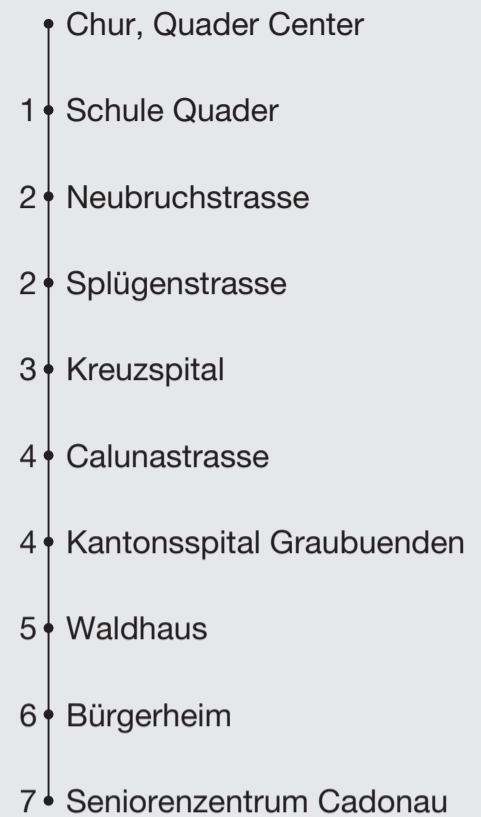 Chur, Quader Center
1 Schule Quader
2 Neubruchstrasse
2 Splügenstrasse
3 Kreuzspital
4 Calunastrasse
4 Kantonsspital Graubuenden
5 Waldhaus
6 Bürgerheim
7 Seniorenzentrum Cadonau